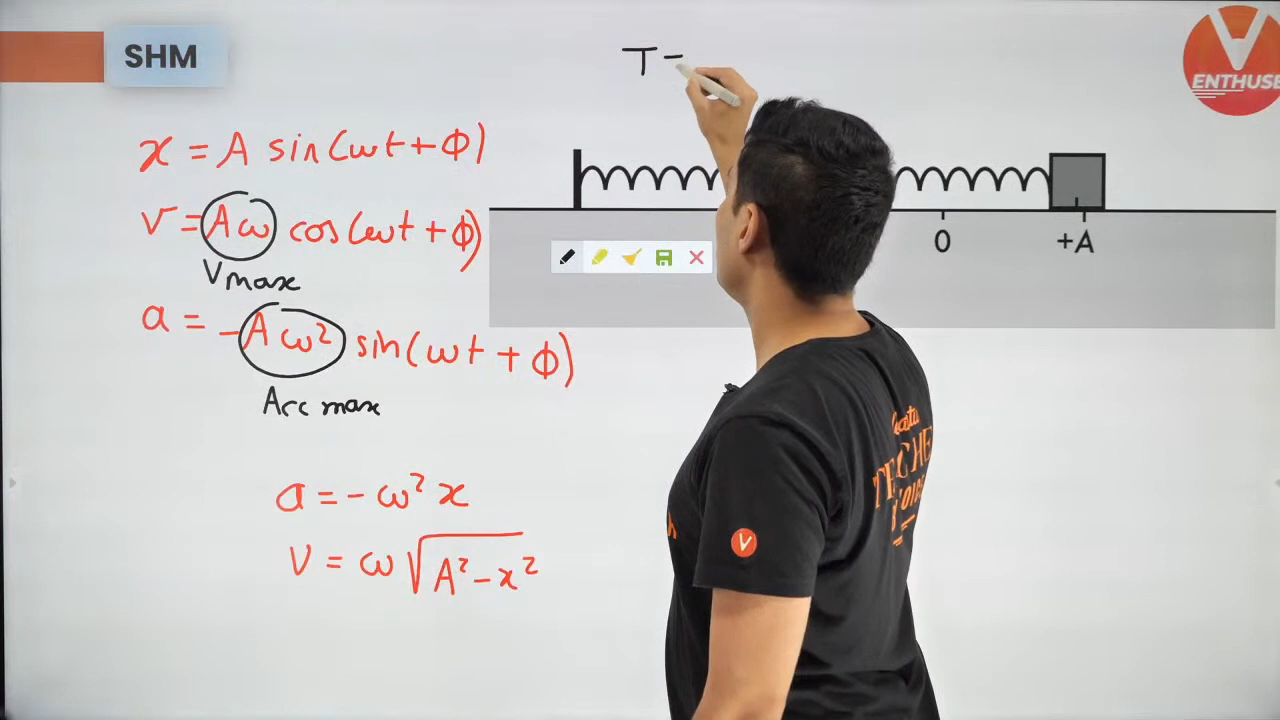 SHM
T =
ENTHUSE
x = A sin(ωt + ϕ)
v = Aω cos(ωt + ϕ)
Vmax
0
+A
a = -Aω² sin(ωt + ϕ)
Acc max
a = -ω² x
v = ω √A² - x²